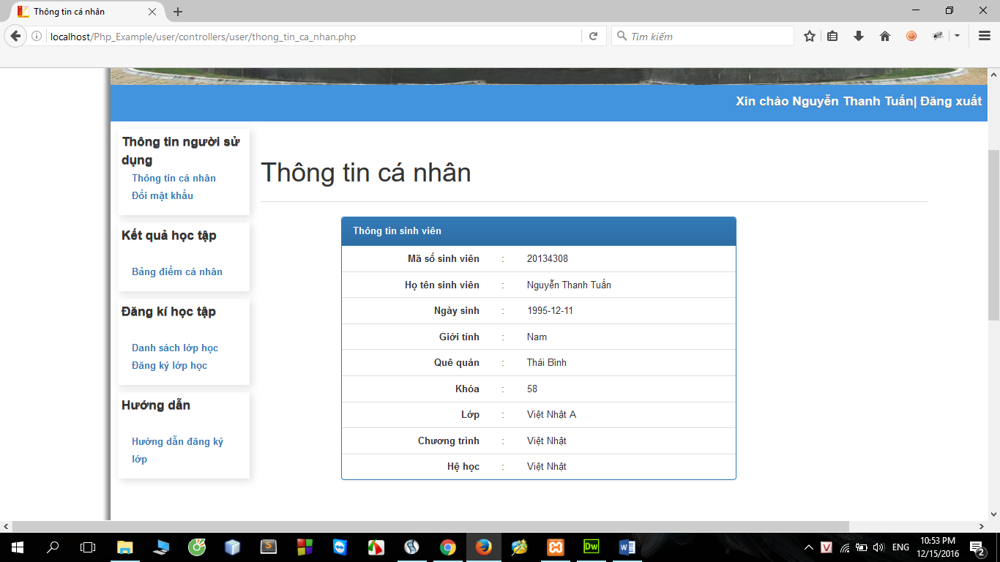 Thông tin cá nhân
localhost/Php_Example/user/controllers/user/thong_tin_ca_nhan.php
Tìm kiếm
Xin chào Nguyễn Thanh Tuấn| Đăng xuất
Thông tin người sử
dụng
Thông tin cá nhân
Đổi mật khẩu
Kết quả học tập
Bảng điểm cá nhân
Đăng kí học tập
Danh sách lớp học
Đăng ký lớp học
Hướng dẫn
Hướng dẫn đăng ký
lớp
Thông tin cá nhân
Thông tin sinh viên
Mã số sinh viên : 20134308
Họ tên sinh viên : Nguyễn Thanh Tuấn
Ngày sinh : 1995-12-11
Giới tính : Nam
Quê quán : Thái Bình
Khóa : 58
Lớp : Việt Nhật A
Chương trình : Việt Nhật
Hệ học : Việt Nhật
S
Dw
W
V
ENG
10:53 PM
12/15/2016
2